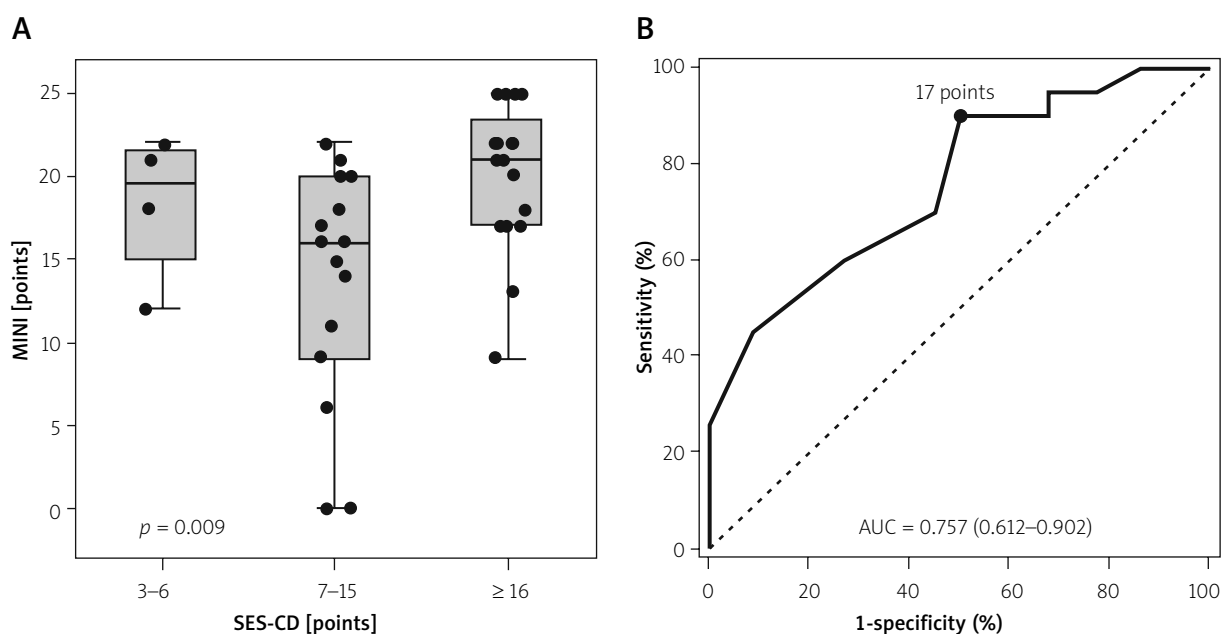 A
MINI [points]
25
20
15
10
5
0
p = 0.009
3–6
7–15
≥ 16
SES-CD [points]
B
Sensitivity (%)
100
80
60
40
20
0
17 points
AUC = 0.757 (0.612–0.902)
0
20
40
60
80
100
1-specificity (%)